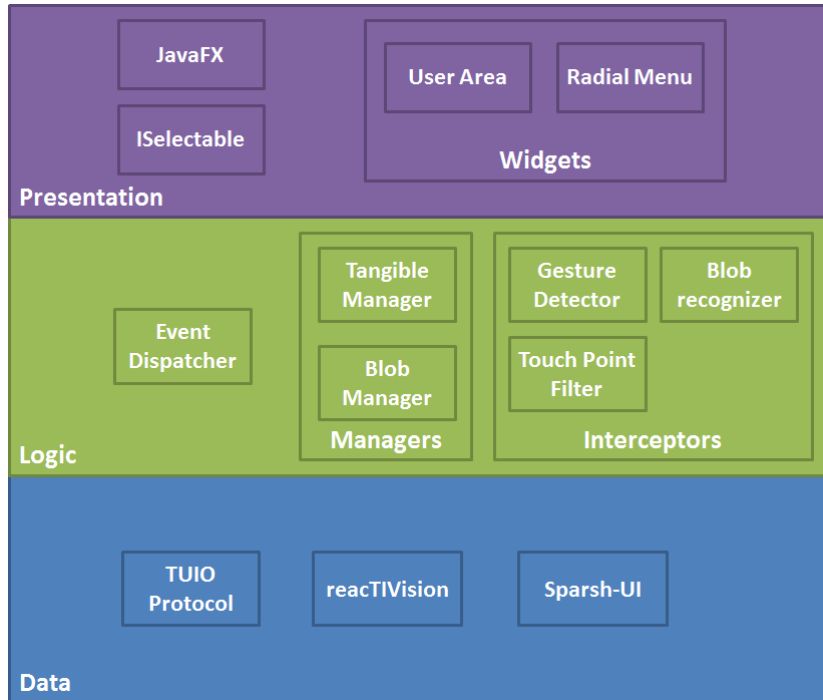 JavaFX
ISelectable
User Area
Radial Menu
Widgets
Presentation
Event
Dispatcher
Tangible
Manager
Blob
Manager
Managers
Gesture
Detector
Blob
recognizer
Touch Point
Filter
Interceptors
Logic
TUIO
Protocol
reacTIVision
Sparsh-UI
Data